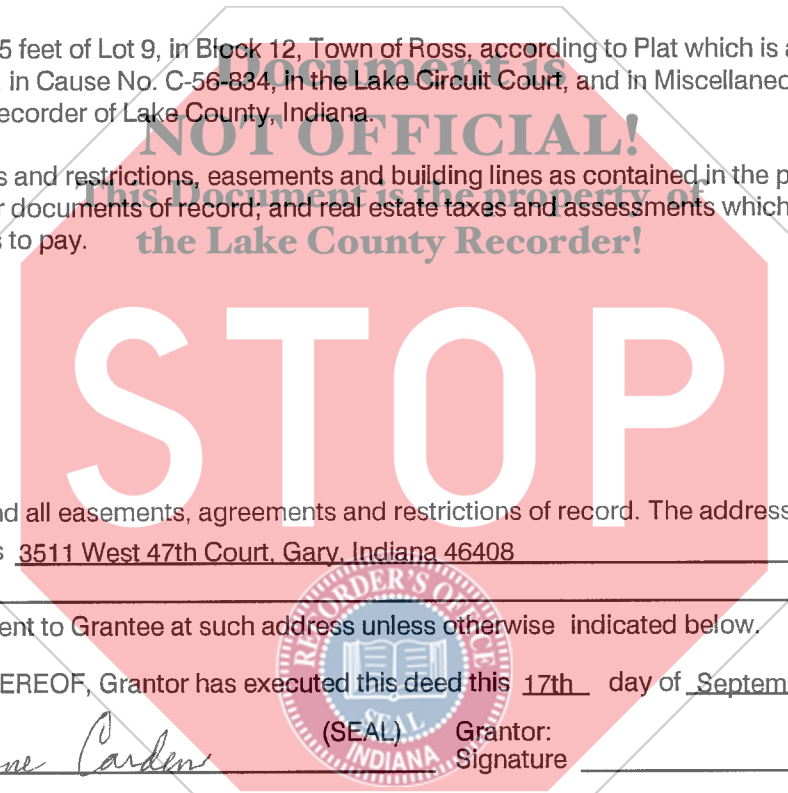 5 feet of Lot 9, in Block 12, Town of Ross, according to Plat which is a
in Cause No. C-56-834, in the Lake Circuit Court, and in Miscellaneo
ecorder of Lake County, Indiana.
Document is
NOT OFFICIAL!
This Document is the property of
the Lake County Recorder!
s and restrictions, easements and building lines as contained in the p
r documents of record; and real estate taxes and assessments which
s to pay.
STOP
nd all easements, agreements and restrictions of record. The address
s 3511 West 47th Court, Gary, Indiana 46408
ent to Grantee at such address unless otherwise indicated below.
EREOF, Grantor has executed this deed this 17th day of Septem
ne Carden (SEAL) Grantor:
Signature
RECORDER'S OFFICE
SEAL
INDIANA